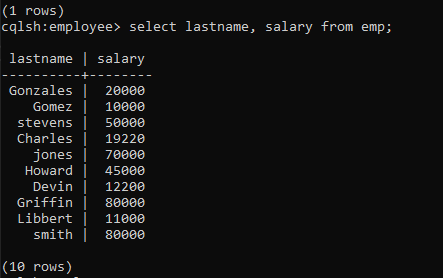 (1 rows)
cqlsh:employee> select lastname, salary from emp;
lastname | salary
----------+--------
Gonzales | 20000
Gomez | 10000
stevens | 50000
Charles | 19220
jones | 70000
Howard | 45000
Devin | 12200
Griffin | 80000
Libbert | 11000
smith | 80000
(10 rows)